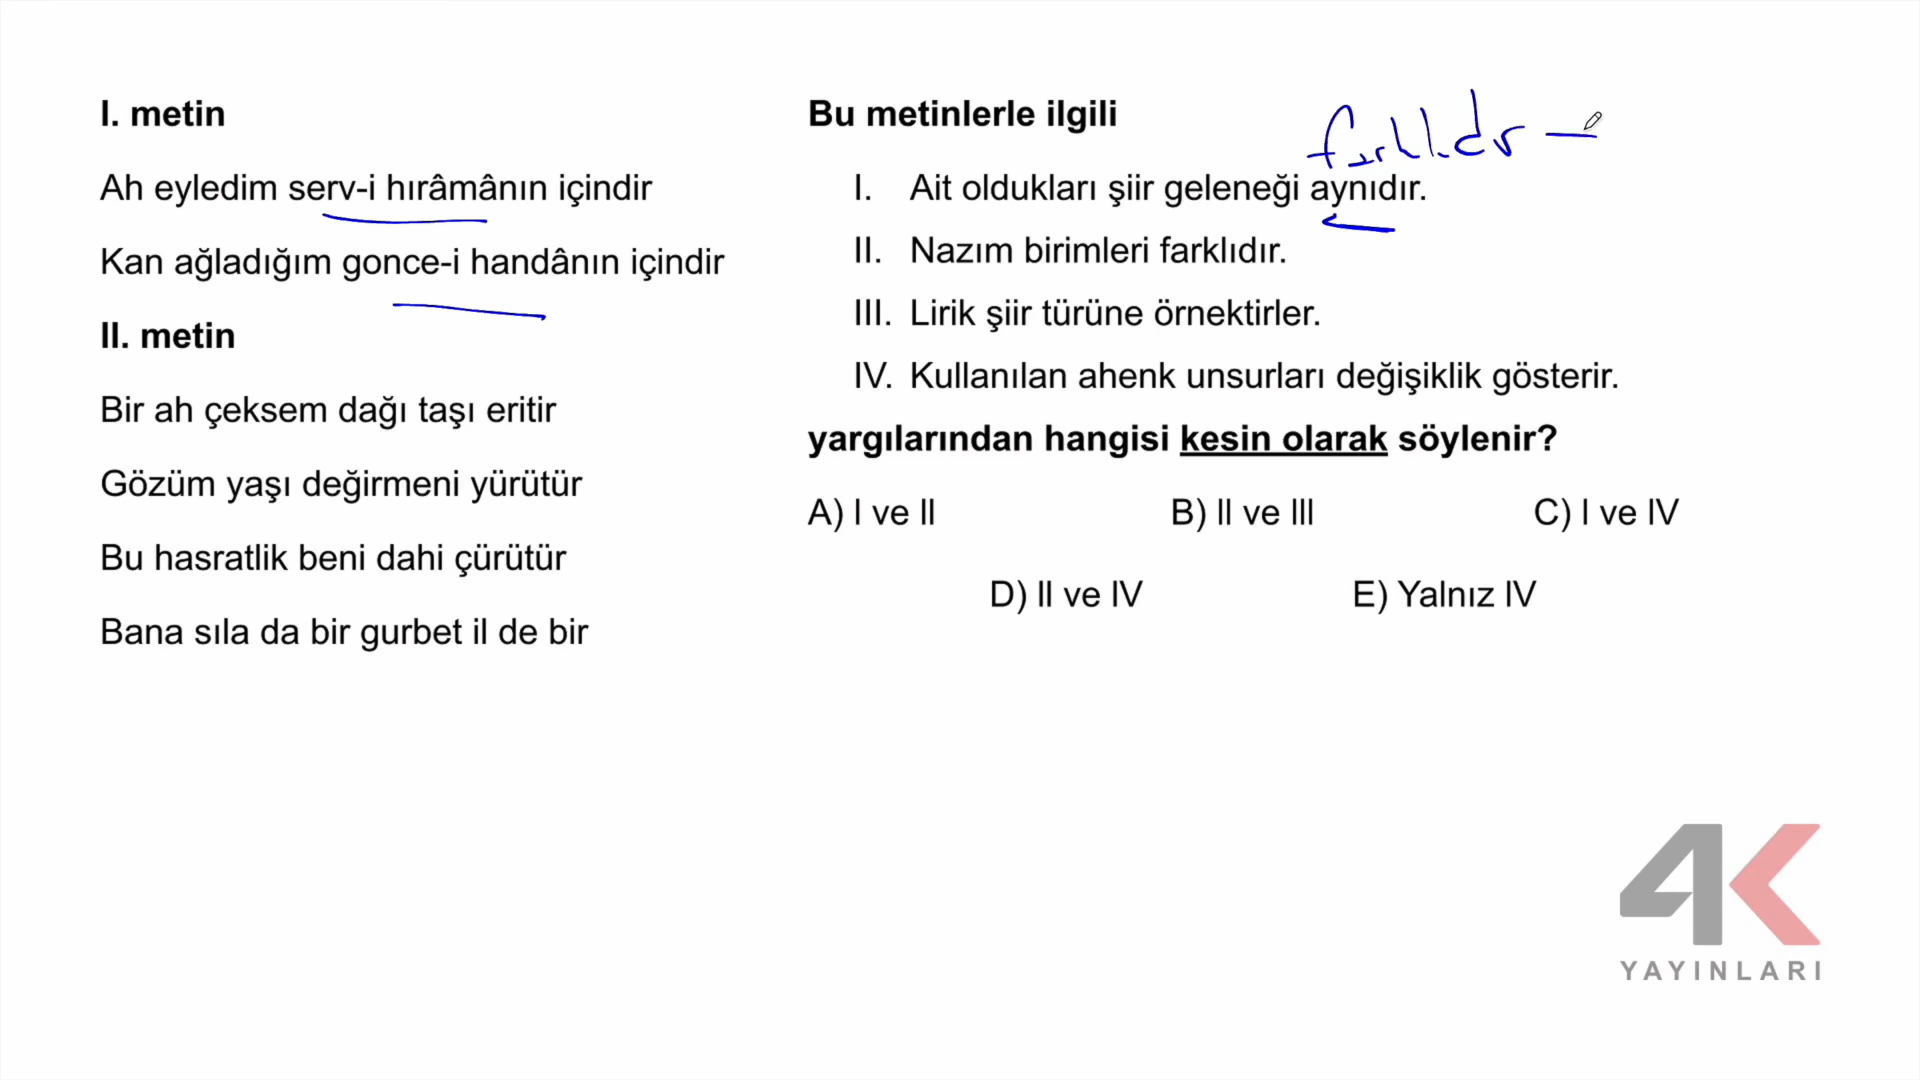 I. metin
Ah eyledim serv-i hırâmânın içindir
Kan ağladığım gonce-i handânın içindir
II. metin
Bir ah çeksem dağı taşı eritir
Gözüm yaşı değirmeni yürütür
Bu hasratlik beni dahi çürütür
Bana sıla da bir gurbet il de bir
Bu metinlerle ilgili
farklıdır
I. Ait oldukları şiir geleneği aynıdır.
II. Nazım birimleri farklıdır.
III. Lirik şiir türüne örnektirler.
IV. Kullanılan ahenk unsurları değişiklik gösterir.
yargılarından hangisi kesin olarak söylenir?
A) I ve II B) II ve III C) I ve IV
D) II ve IV E) Yalnız IV
4K
YAYINLARI